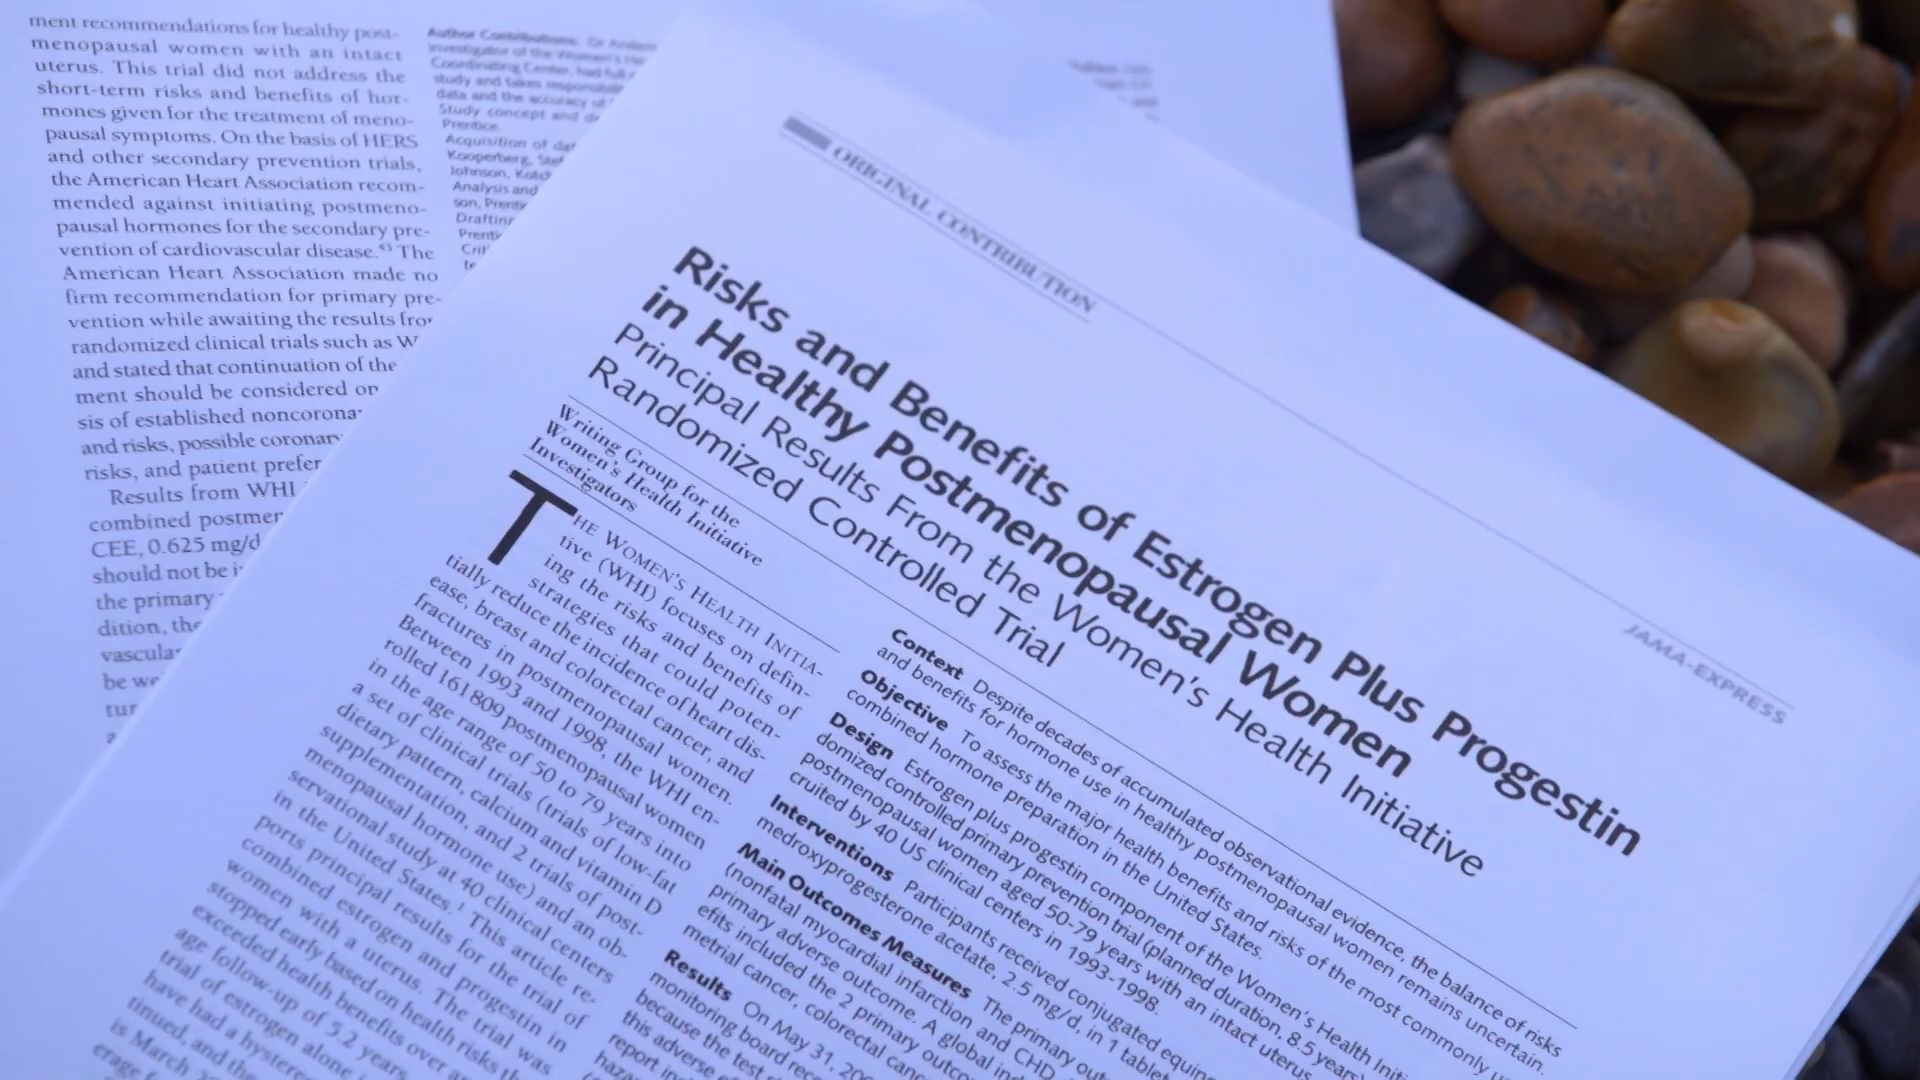 ment recommendations for healthy post-
menopausal women with an intact
uterus. This trial did not address the
short-term risks and benefits of hor-
mones given for the treatment of meno-
pausal symptoms. On the basis of HERS
and other secondary prevention trials,
the American Heart Association recom-
mended against initiating postmeno-
pausal hormones for the secondary pre-
vention of cardiovascular disease.43 The
American Heart Association made no
firm recommendation for primary pre-
vention while awaiting the results
randomized clinical trials such as
and stated that continuation of the
ment should be considered on
sis of established
and risks, possible coronary
risks, and patient
Results from WHI
combined
CEE, 0.625 mg/d
should not be
the primary
dition,
be
Author Contributions:
Investigator of the
Coordinating Center, had full
study and takes
data and the accuracy of
Study concept and
Prentice.
Acquisition of
Kooperberg,
Johnson,
Analysis and
son,
ORIGINAL CONTRIBUTION
JAMA-EXPRESS
Risks and Benefits of Estrogen Plus Progestin
in Healthy Postmenopausal Women
Principal Results From the Women's Health Initiative
Randomized Controlled Trial
Writing Group for the
Women's Health Initiative
Investigators
THE WOMEN'S HEALTH INITIA-
tive (WHI) focuses on defin-
ing the risks and benefits of
strategies that could poten-
tially reduce the incidence of heart dis-
ease, breast and colorectal cancer, and
fractures in postmenopausal women.
Between 1993 and 1998, the WHI en-
rolled 161809 postmenopausal women
in the age range of 50 to 79 years into
a set of clinical trials (trials of low-fat
dietary pattern, calcium and vitamin D
supplementation, and 2 trials of post-
menopausal hormone use) and an ob-
servational study at 40 clinical centers
in the United States.1 This article re-
ports principal results for the trial of
combined estrogen and progestin in
women with a uterus. The trial was
stopped early based on health risks
exceeded health benefits over
age follow-up of 5.2 years.
trial of estrogen alone
have had a
tinued, and the
is March
Context Despite decades of accumulated observational evidence, the balance of risks
and benefits for hormone use in healthy postmenopausal women remains uncertain.
Objective To assess the major health benefits and risks of the most commonly
combined hormone preparation in the United States.
Design Estrogen plus progestin component of the Women's Health
domized controlled primary prevention trial (planned duration, 8.5 years)
postmenopausal women aged 50-79 years with an intact uterus
cruited by 40 US clinical centers in 1993-1998.
Interventions Participants received conjugated equine
medroxyprogesterone acetate, 2.5 mg/d, in 1
Main Outcomes Measures The primary
(nonfatal myocardial infarction and CHD
primary adverse outcome. A global
efits included the 2 primary
metrial cancer, colorectal
Results On May 31,
monitoring board
because the test
this adverse
report